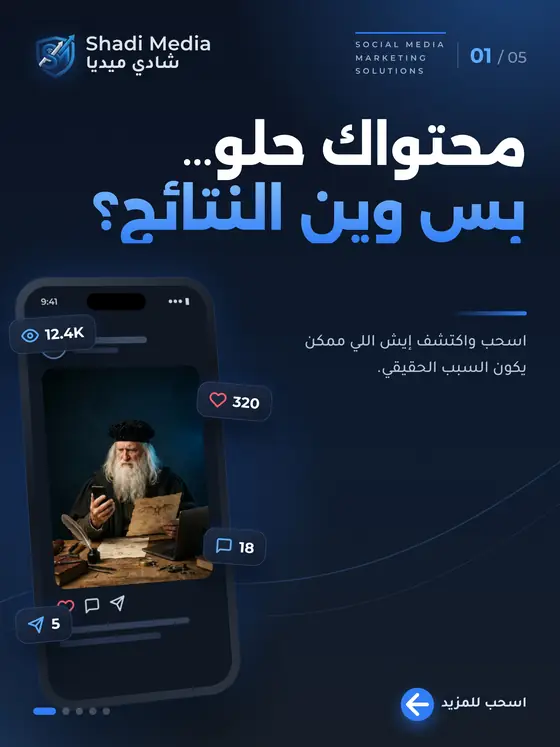 Shadi Media
شادي ميديا
SOCIAL MEDIA
MARKETING
SOLUTIONS
01 / 05
محتواك حلو...
بس وين النتائج؟
اسحب واكتشف إيش اللي ممكن
يكون السبب الحقيقي.
9:41
12.4K
320
18
5
اسحب للمزيد